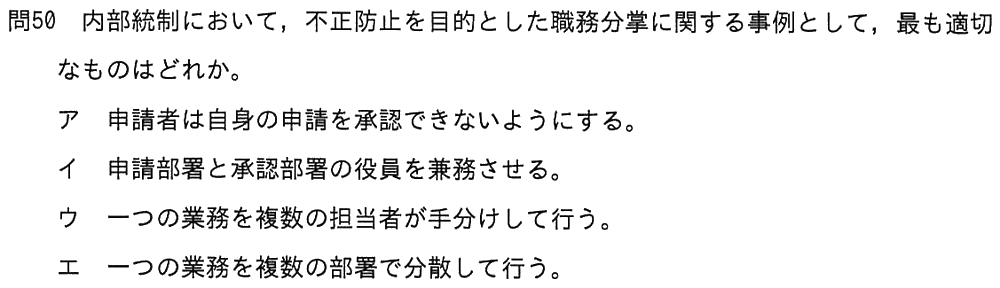 問50 内部統制において，不正防止を目的とした職務分掌に関する事例として，最も適切
なものはどれか。
ア 申請者は自身の申請を承認できないようにする。
イ 申請部署と承認部署の役員を兼務させる。
ウ 一つの業務を複数の担当者が手分けして行う。
エ 一つの業務を複数の部署で分散して行う。